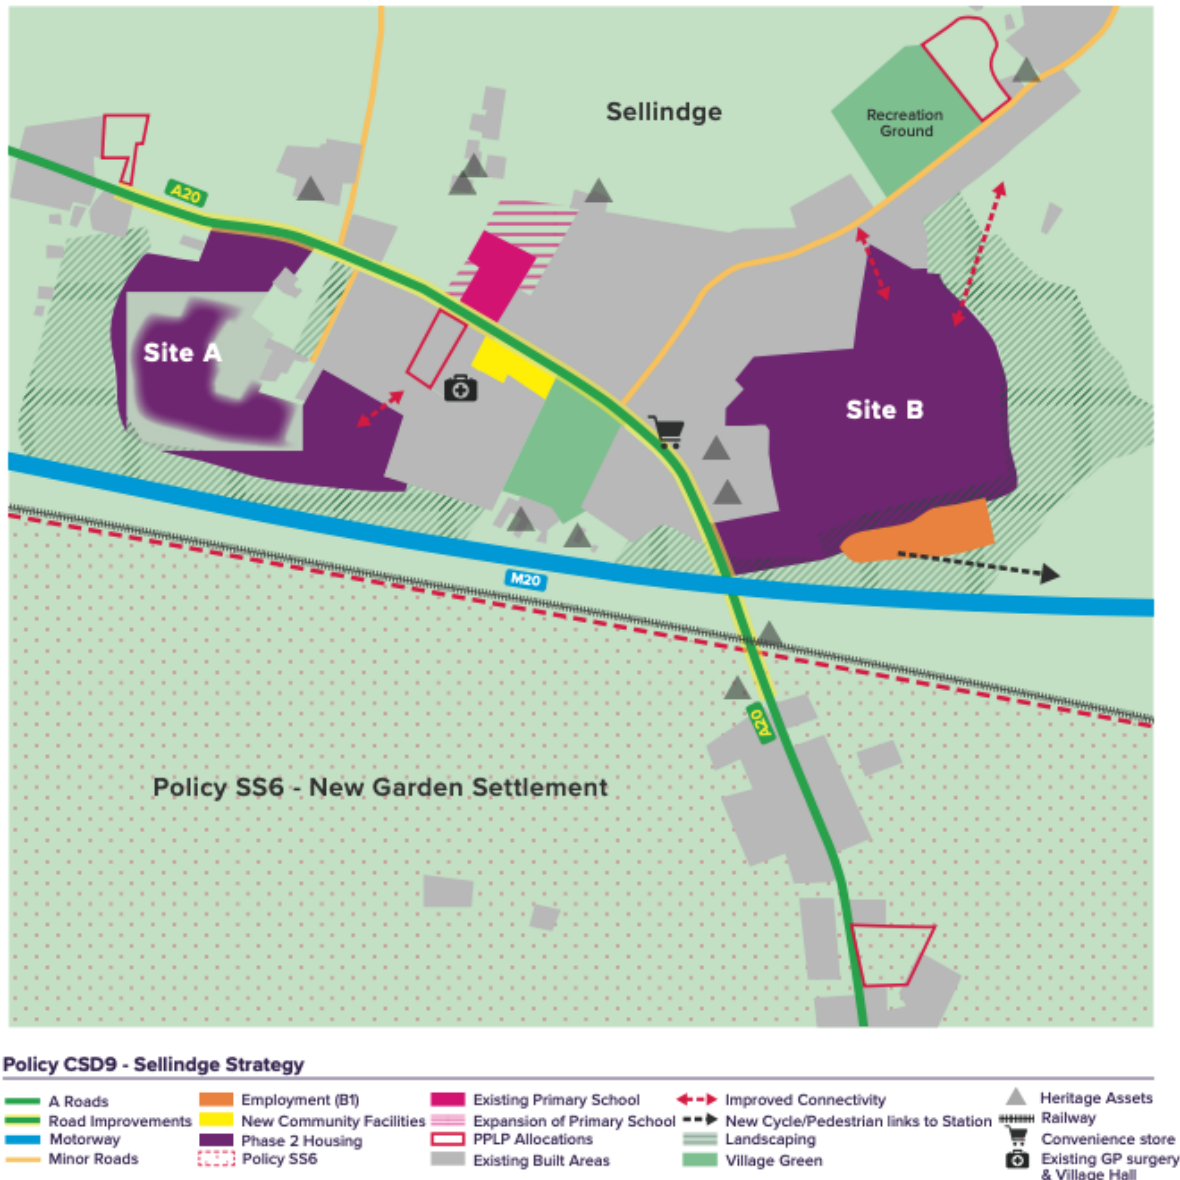 Sellindge
Recreation
Ground
A20
Site A
Site B
M20
A20
Policy SS6 - New Garden Settlement
Policy CSD9 - Sellindge Strategy
A Roads
Road Improvements
Motorway
Minor Roads
Employment (B1)
New Community Facilities
Phase 2 Housing
Policy SS6
Existing Primary School
Expansion of Primary School
PPLP Allocations
Existing Built Areas
Improved Connectivity
New Cycle/Pedestrian links to Station
Landscaping
Village Green
Heritage Assets
Railway
Convenience store
Existing GP surgery
& Village Hall